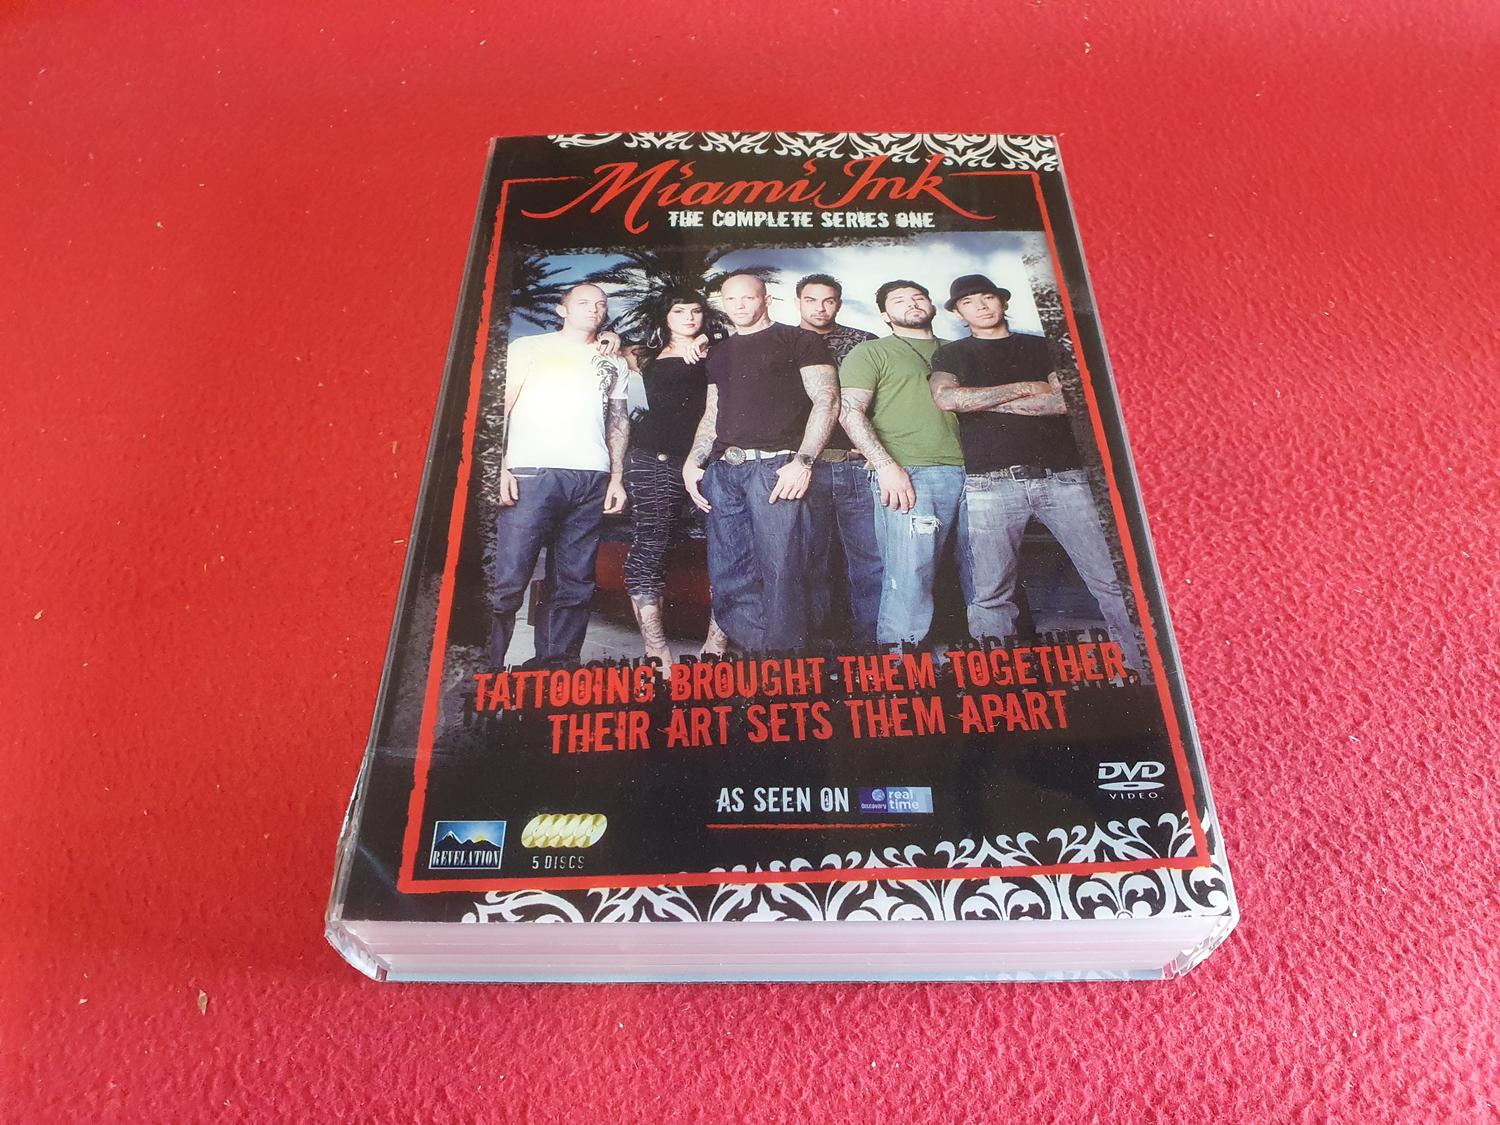 Miami Ink
THE COMPLETE SERIES ONE
TATTOOING BROUGHT THEM TOGETHER
THEIR ART SETS THEM APART
AS SEEN ON Discovery real time
DVD
VIDEO
REVELATION
5 DISCS